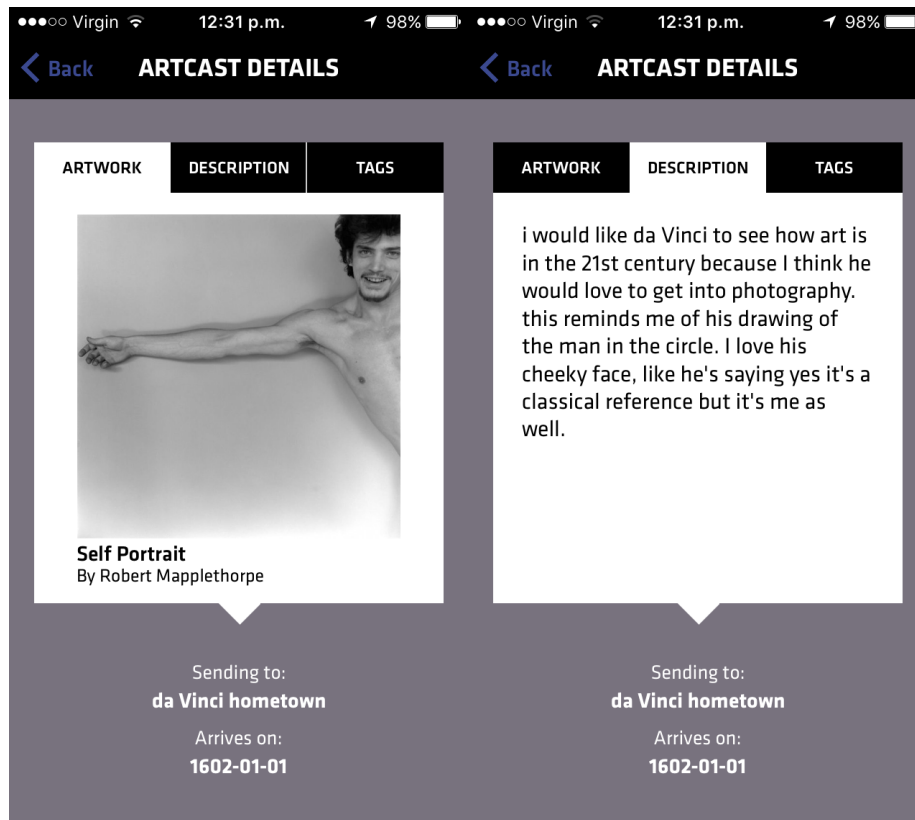 Virgin 12:31 p.m. 98%
Back ARTCAST DETAILS
ARTWORK DESCRIPTION TAGS
Self Portrait
By Robert Mapplethorpe
Sending to:
da Vinci hometown
Arrives on:
1602-01-01
Virgin 12:31 p.m. 98%
Back ARTCAST DETAILS
ARTWORK DESCRIPTION TAGS
i would like da Vinci to see how art is
in the 21st century because I think he
would love to get into photography.
this reminds me of his drawing of
the man in the circle. I love his
cheeky face, like he's saying yes it's a
classical reference but it's me as
well.
Sending to:
da Vinci hometown
Arrives on:
1602-01-01